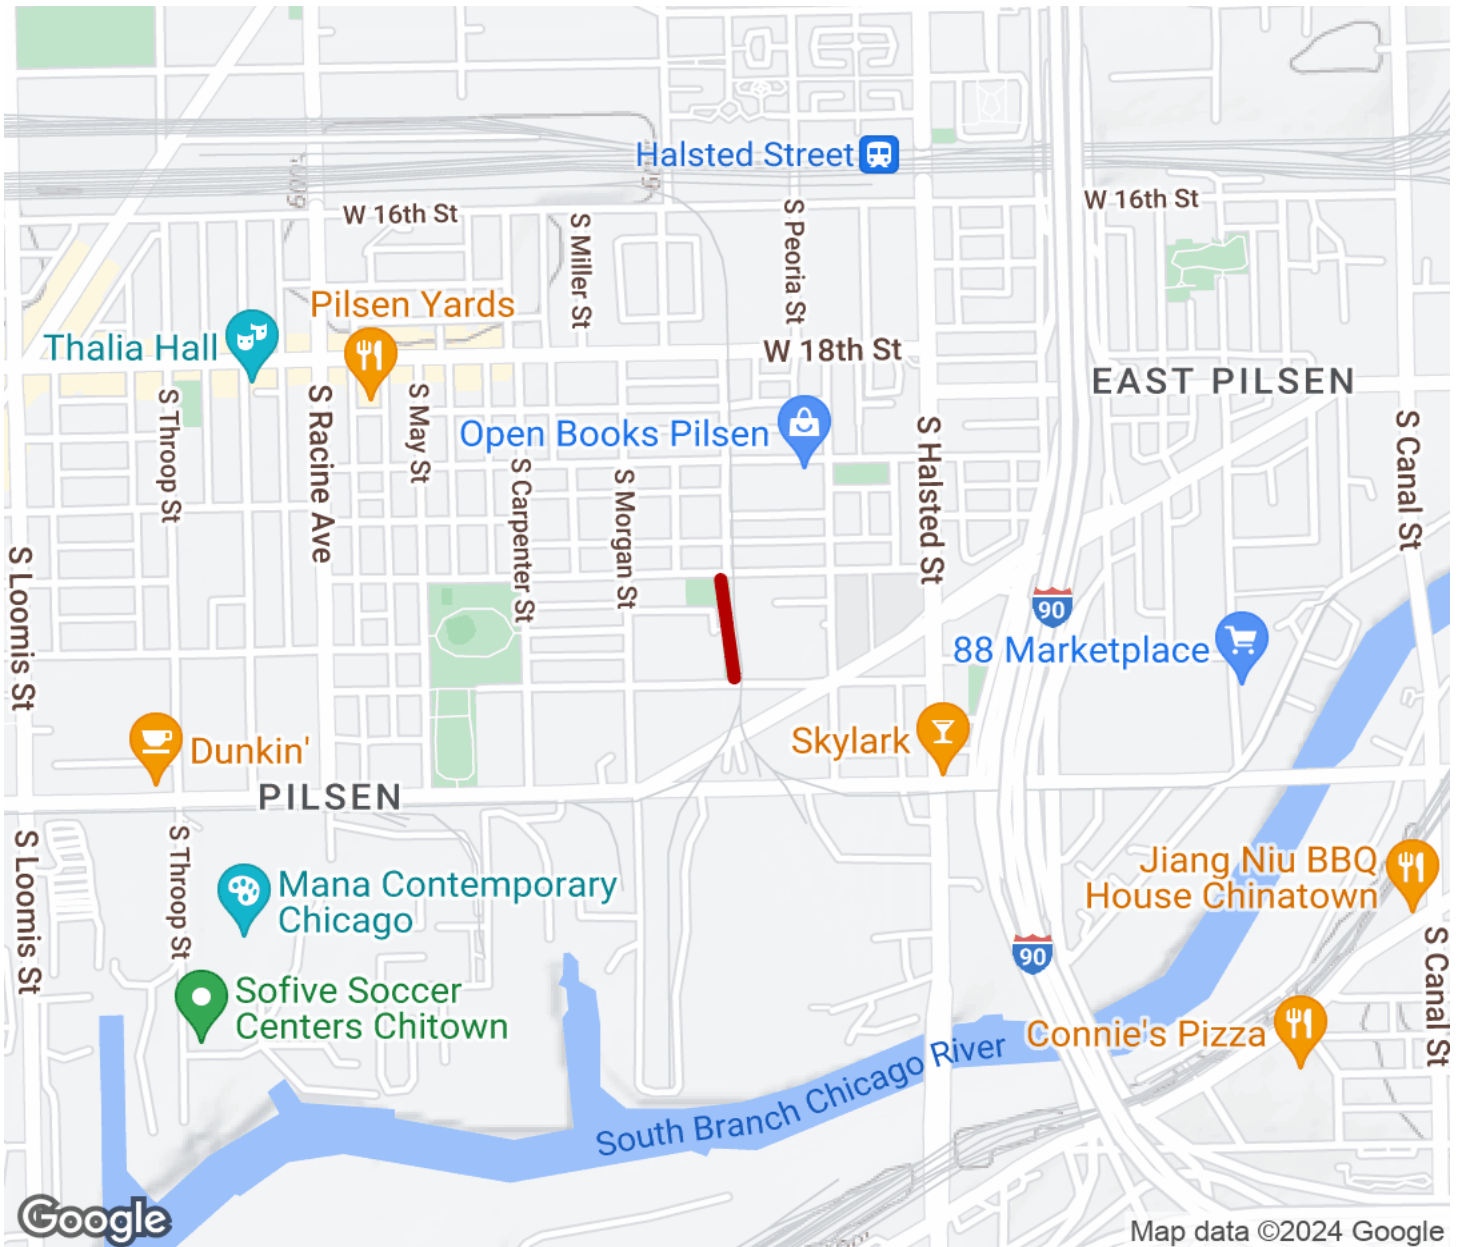 Halsted Street
W 16th St
W 16th St
S Miller St
S Peoria St
Pilsen Yards
Thalia Hall
W 18th St
EAST PILSEN
S Throop St
S Racine Ave
S May St
Open Books Pilsen
S Carpenter St
S Morgan St
S Halsted St
S Canal St
S Loomis St
90
88 Marketplace
Dunkin'
Skylark
PILSEN
S Loomis St
S Throop St
Mana Contemporary
Chicago
Jiang Niu BBQ
House Chinatown
90
S Canal St
Sofive Soccer
Centers Chitown
Connie's Pizza
South Branch Chicago River
Google
Map data ©2024 Google